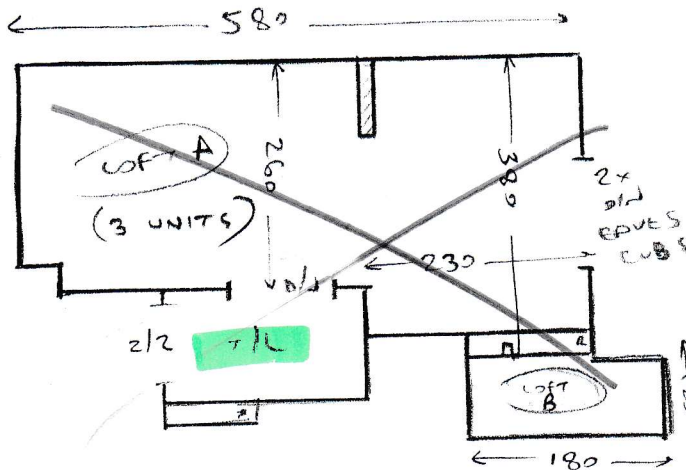 580
LOFT A
(3 UNITS)
260
380
2x
D/N
EAVES
CUBS
230
D/N
2/2
T/L
R
LOFT
B
180